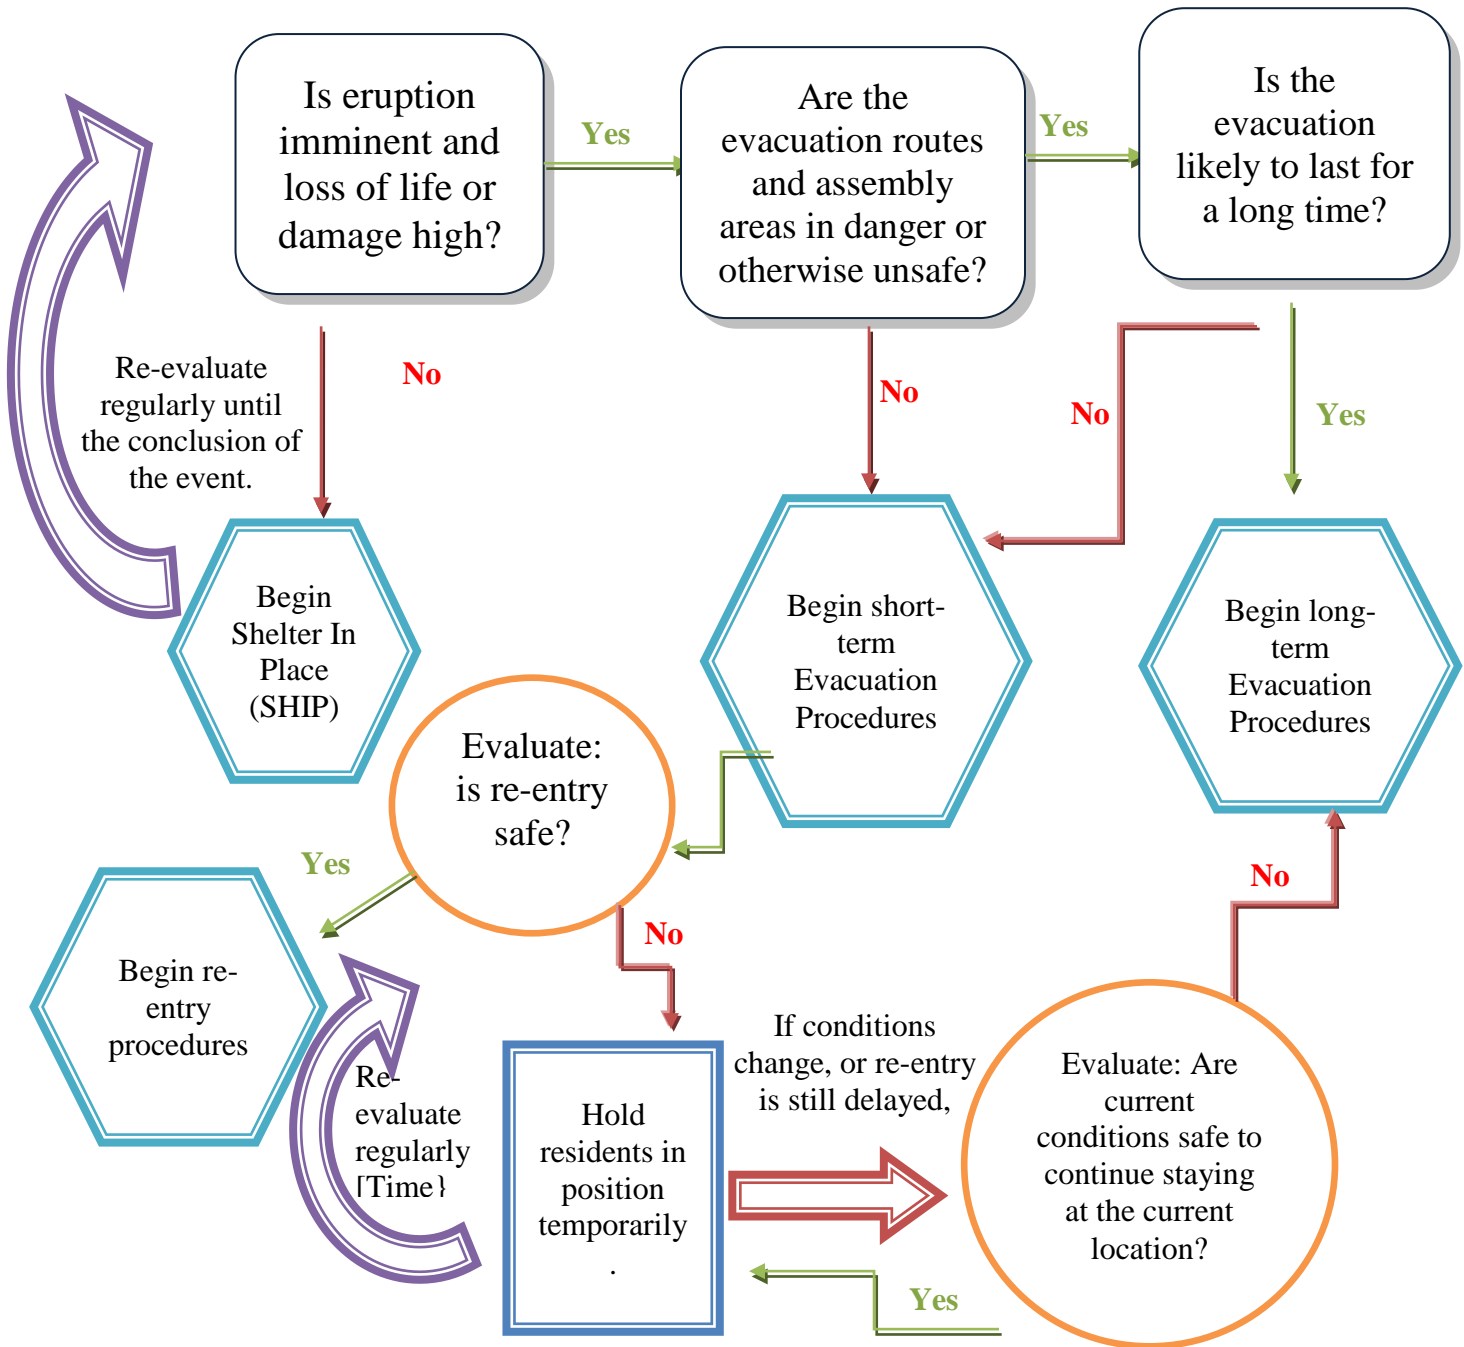 Is eruption
imminent and
loss of life or
damage high?
Yes
Are the
evacuation routes
and assembly
areas in danger or
otherwise unsafe?
Yes
Is the
evacuation
likely to last for
a long time?
Re-evaluate
regularly until
the conclusion of
the event.
No
No
No
Yes
Begin
Shelter In
Place
(SHIP)
Begin short-
term
Evacuation
Procedures
Begin long-
term
Evacuation
Procedures
Evaluate:
is re-entry
safe?
Yes
No
No
Begin re-
entry
procedures
Re-
evaluate
regularly
[Time}
Hold
residents in
position
temporarily
.
If conditions
change, or re-entry
is still delayed,
Evaluate: Are
current
conditions safe to
continue staying
at the current
location?
Yes